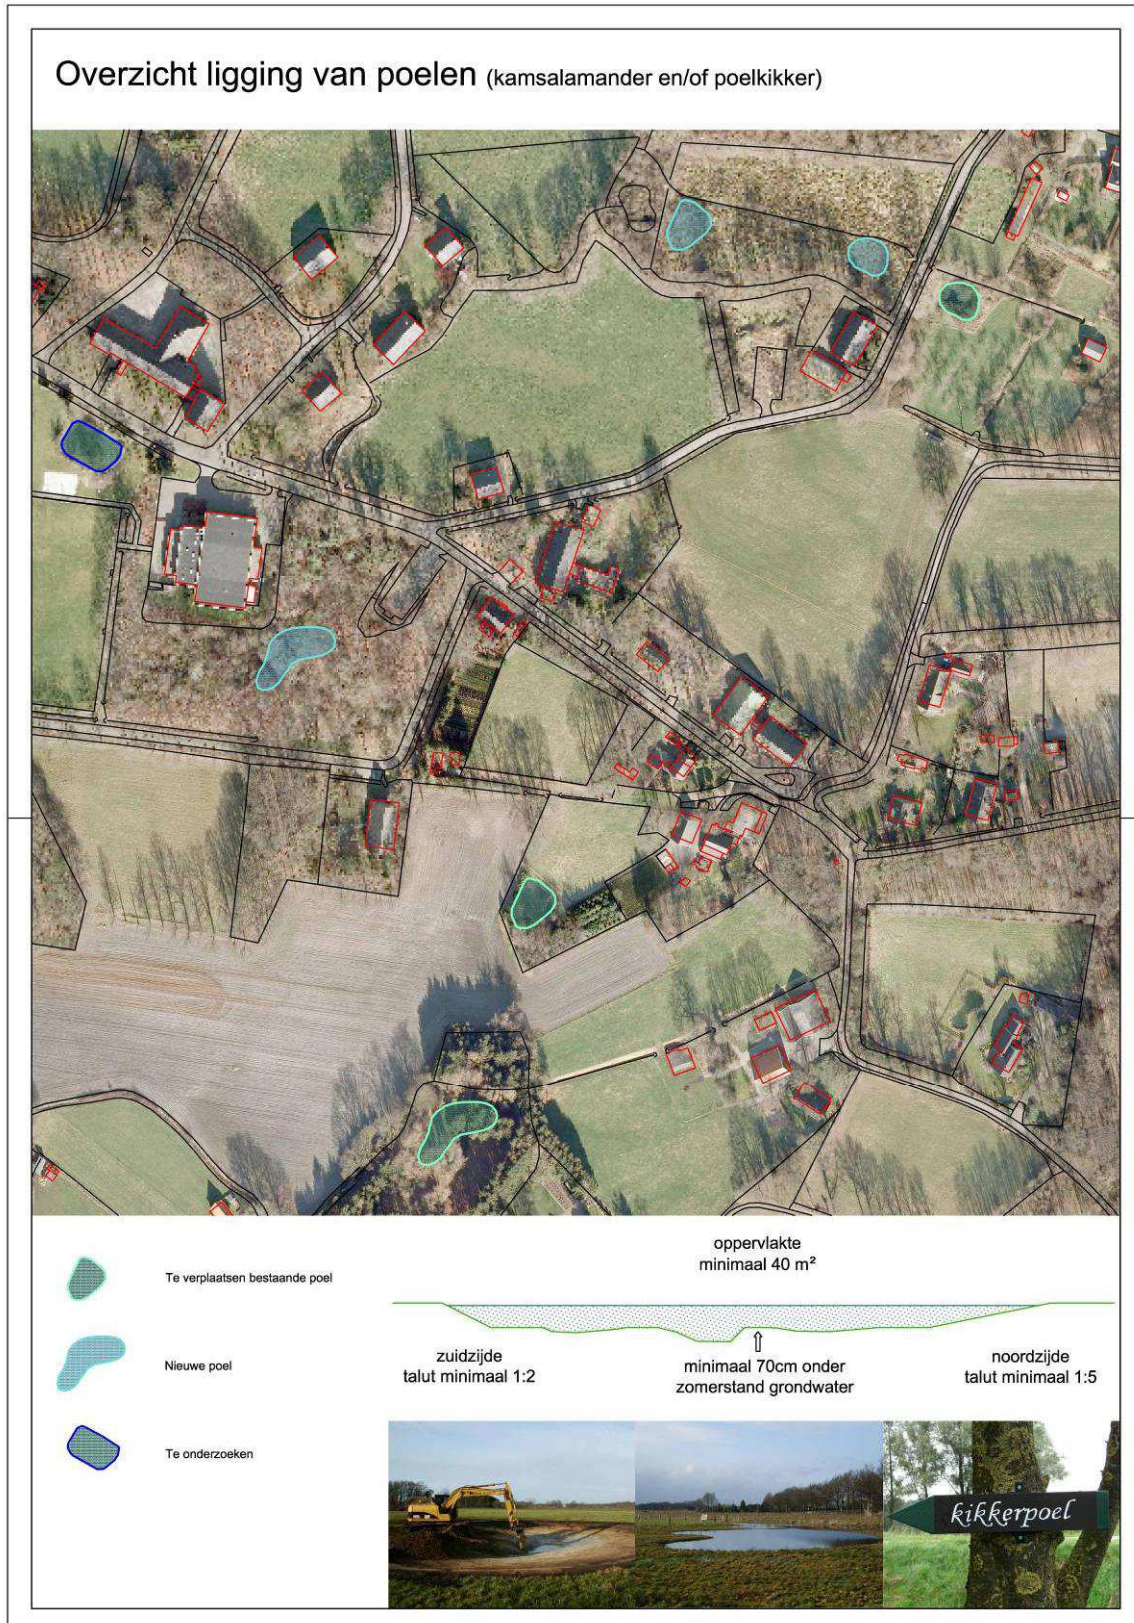 Overzicht ligging van poelen (kamsalamander en/of poelkikker)
Te verplaatsen bestaande poel
Nieuwe poel
Te onderzoeken
oppervlakte
minimaal 40 m²
zuidzijde
talut minimaal 1:2
minimaal 70cm onder
zomerstand grondwater
noordzijde
talut minimaal 1:5
kikkerpoel